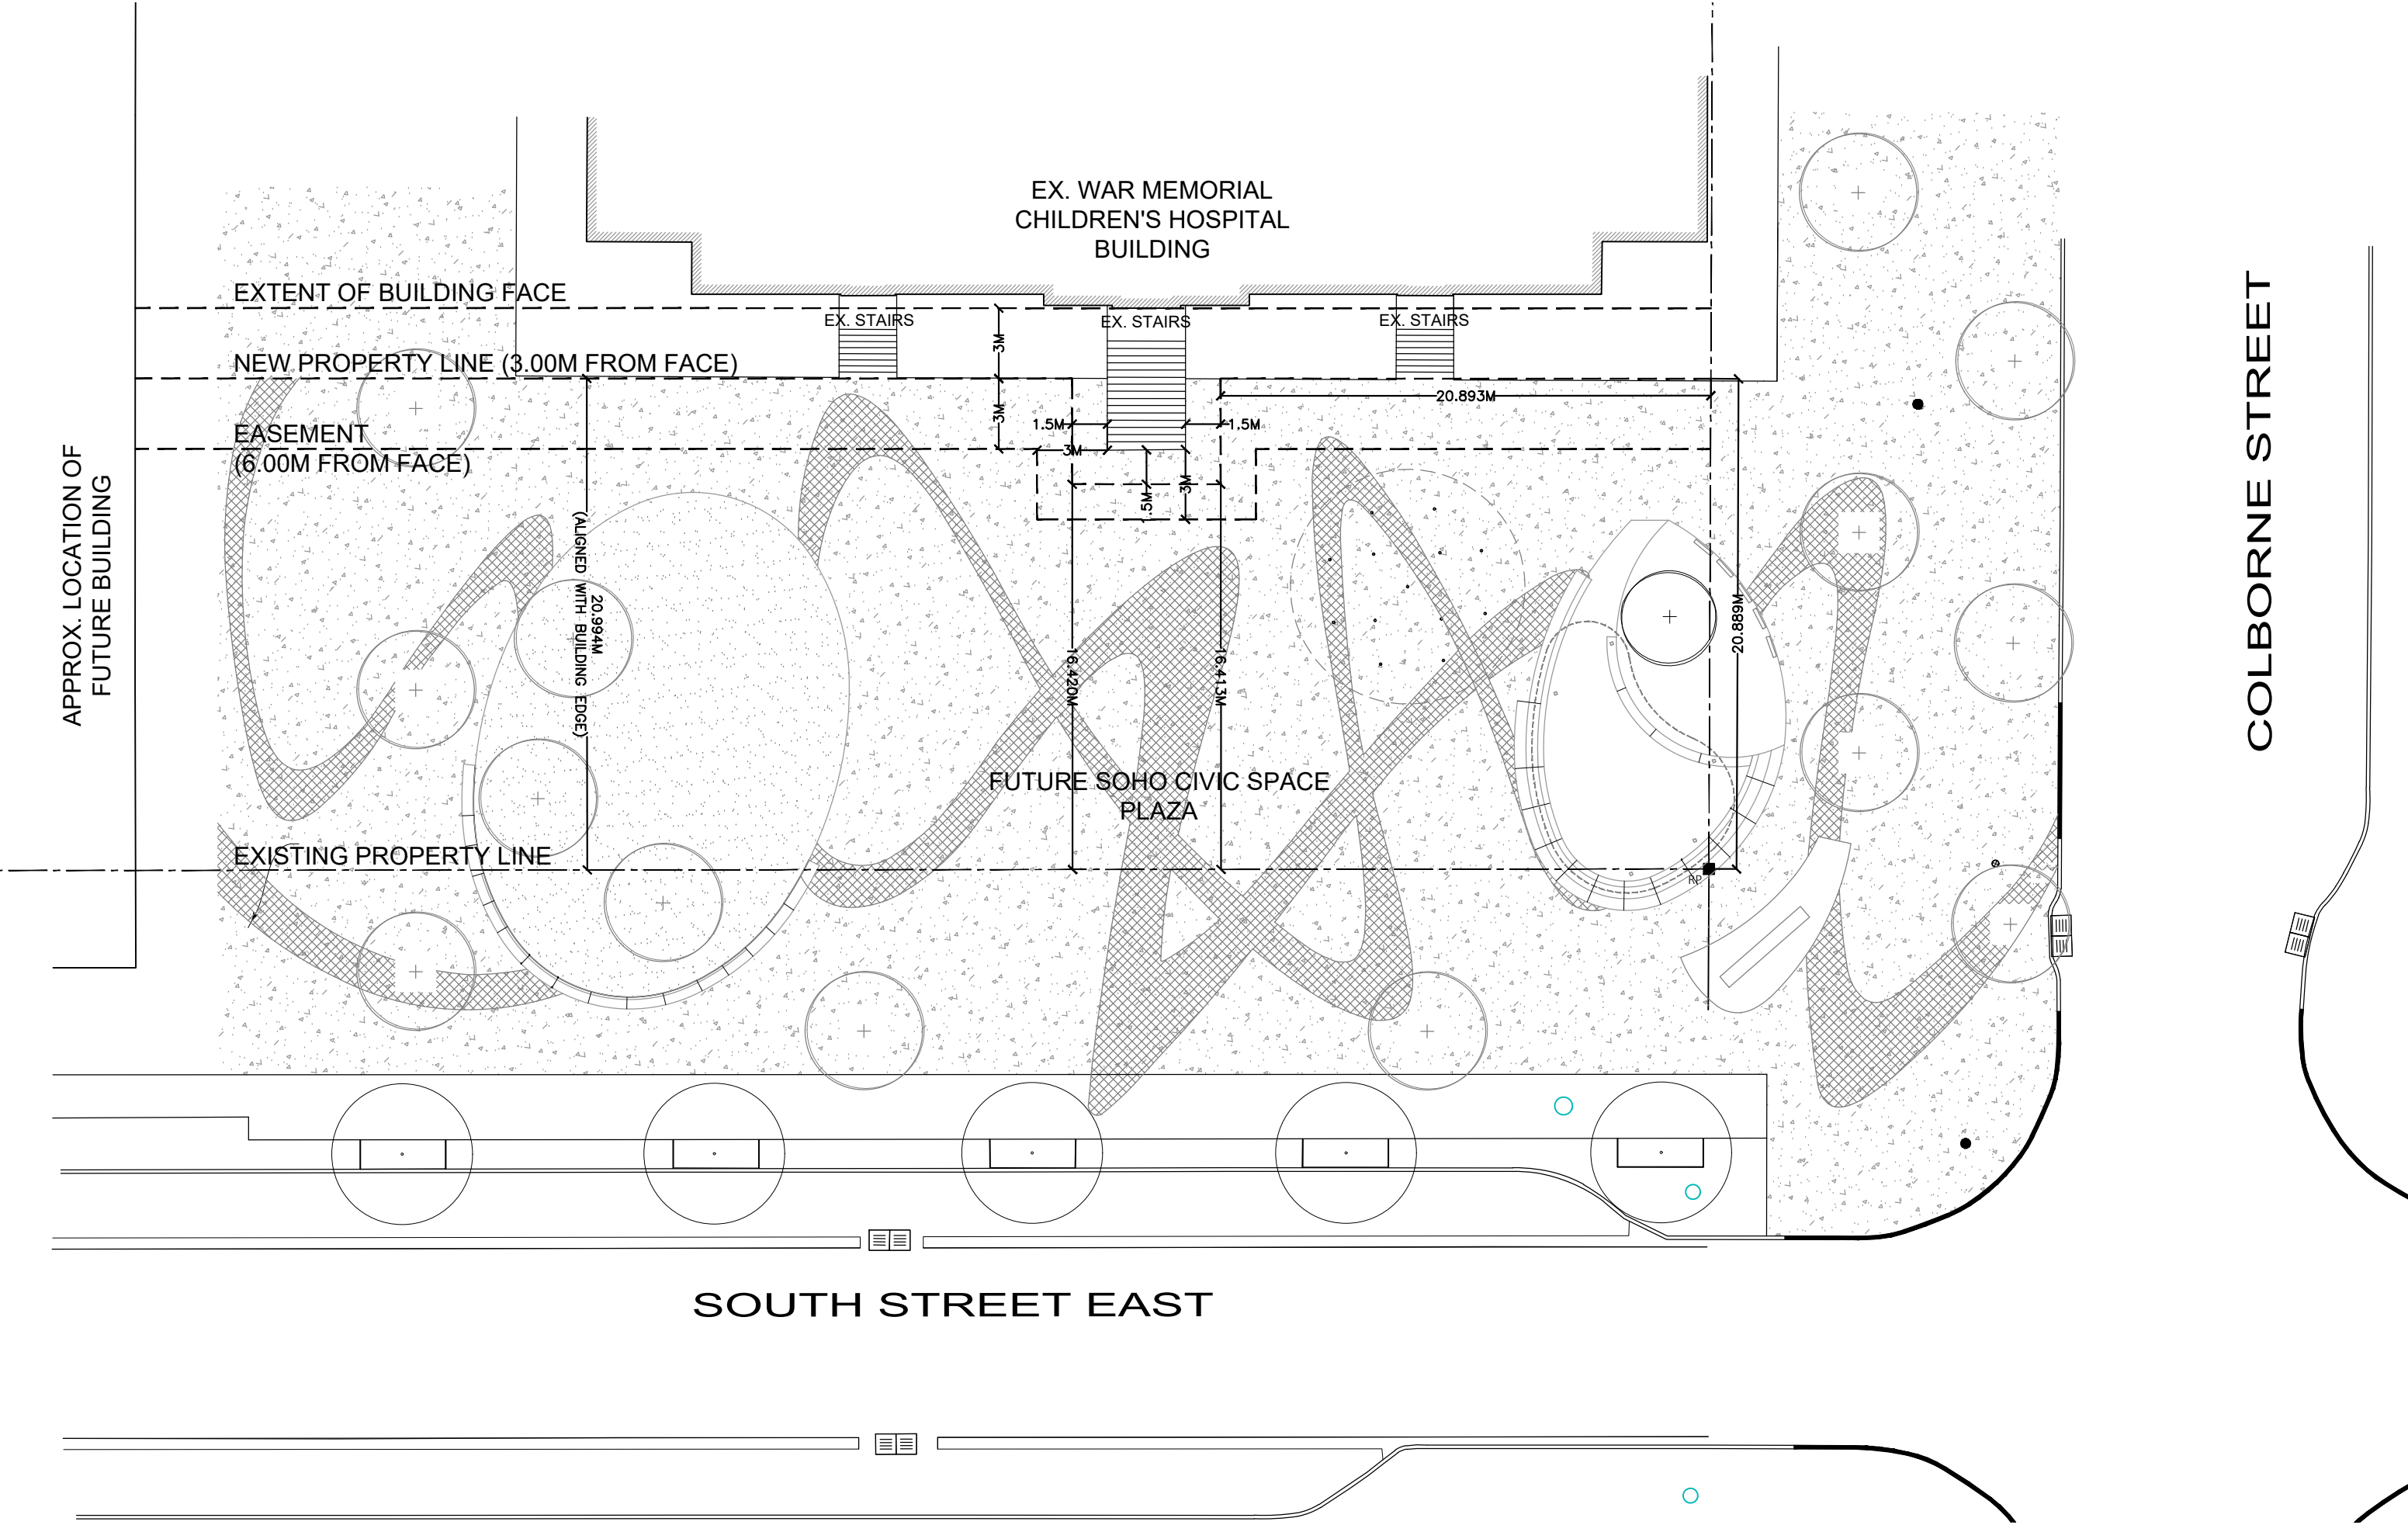 EX. WAR MEMORIAL
CHILDREN'S HOSPITAL
BUILDING
EXTENT OF BUILDING FACE
EX. STAIRS
EX. STAIRS
EX. STAIRS
3M
NEW PROPERTY LINE (3.00M FROM FACE)
3M
20.893M
1.5M
1.5M
EASEMENT
(6.00M FROM FACE)
3M
3M
1.5M
APPROX. LOCATION OF
FUTURE BUILDING
20.994M
(ALIGNED WITH BUILDING EDGE)
16.420M
16.413M
20.889M
COLBORNE STREET
FUTURE SOHO CIVIC SPACE
PLAZA
EXISTING PROPERTY LINE
RP
SOUTH STREET EAST